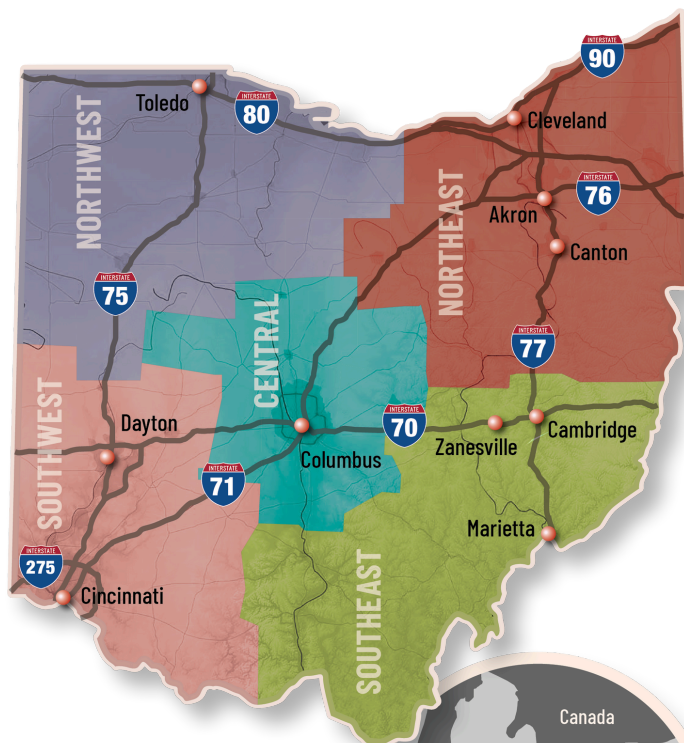 INTERSTATE
90
Toledo
INTERSTATE
80
Cleveland
NORTHWEST
INTERSTATE
76
Akron
NORTHEAST
Canton
INTERSTATE
75
CENTRAL
INTERSTATE
77
SOUTHWEST
Dayton
INTERSTATE
70
Zanesville
Cambridge
Columbus
INTERSTATE
71
Marietta
INTERSTATE
275
Cincinnati
SOUTHEAST
Canada